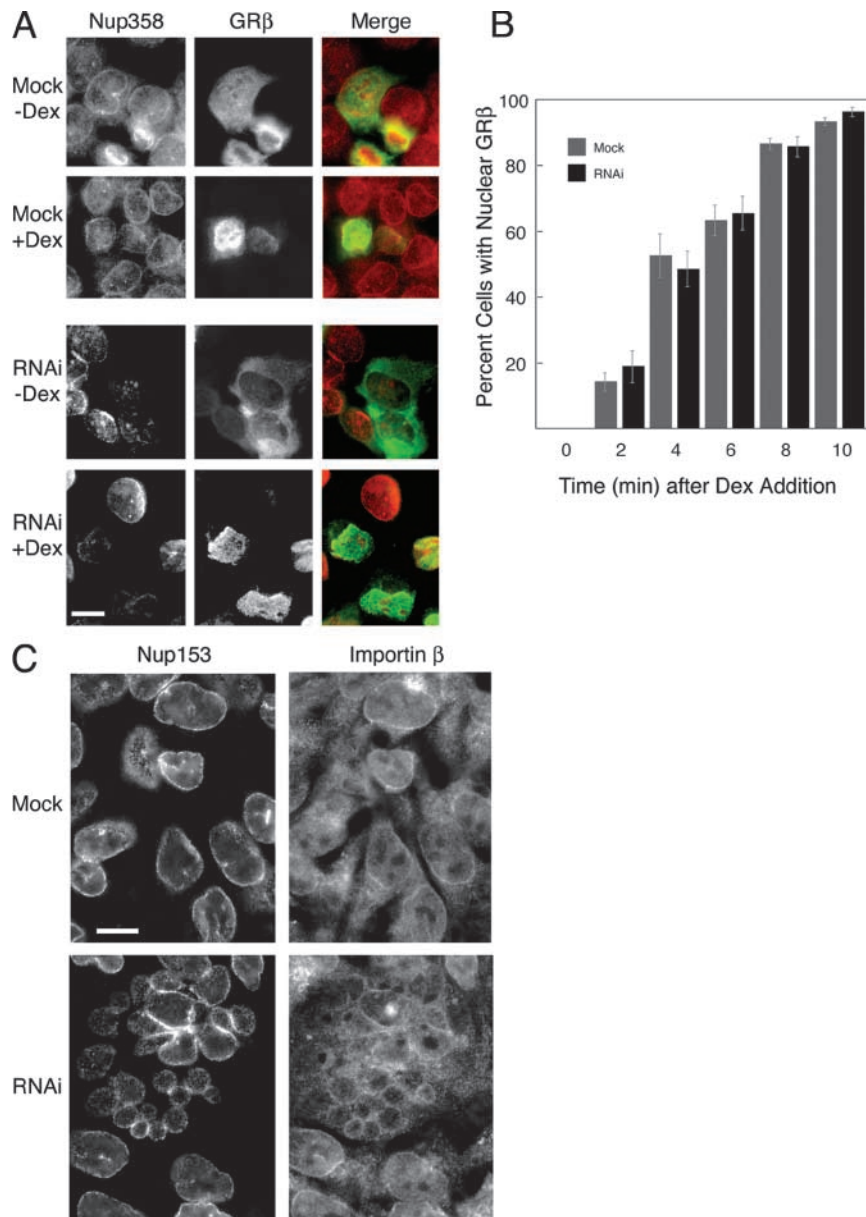 A
Nup358 GRβ Merge
Mock
-Dex
Mock
+Dex
RNAi
-Dex
RNAi
+Dex
B
Percent Cells with Nuclear GRβ
100
80
60
40
20
Mock
RNAi
0 2 4 6 8 10
Time (min) after Dex Addition
C
Nup153 Importin β
Mock
RNAi